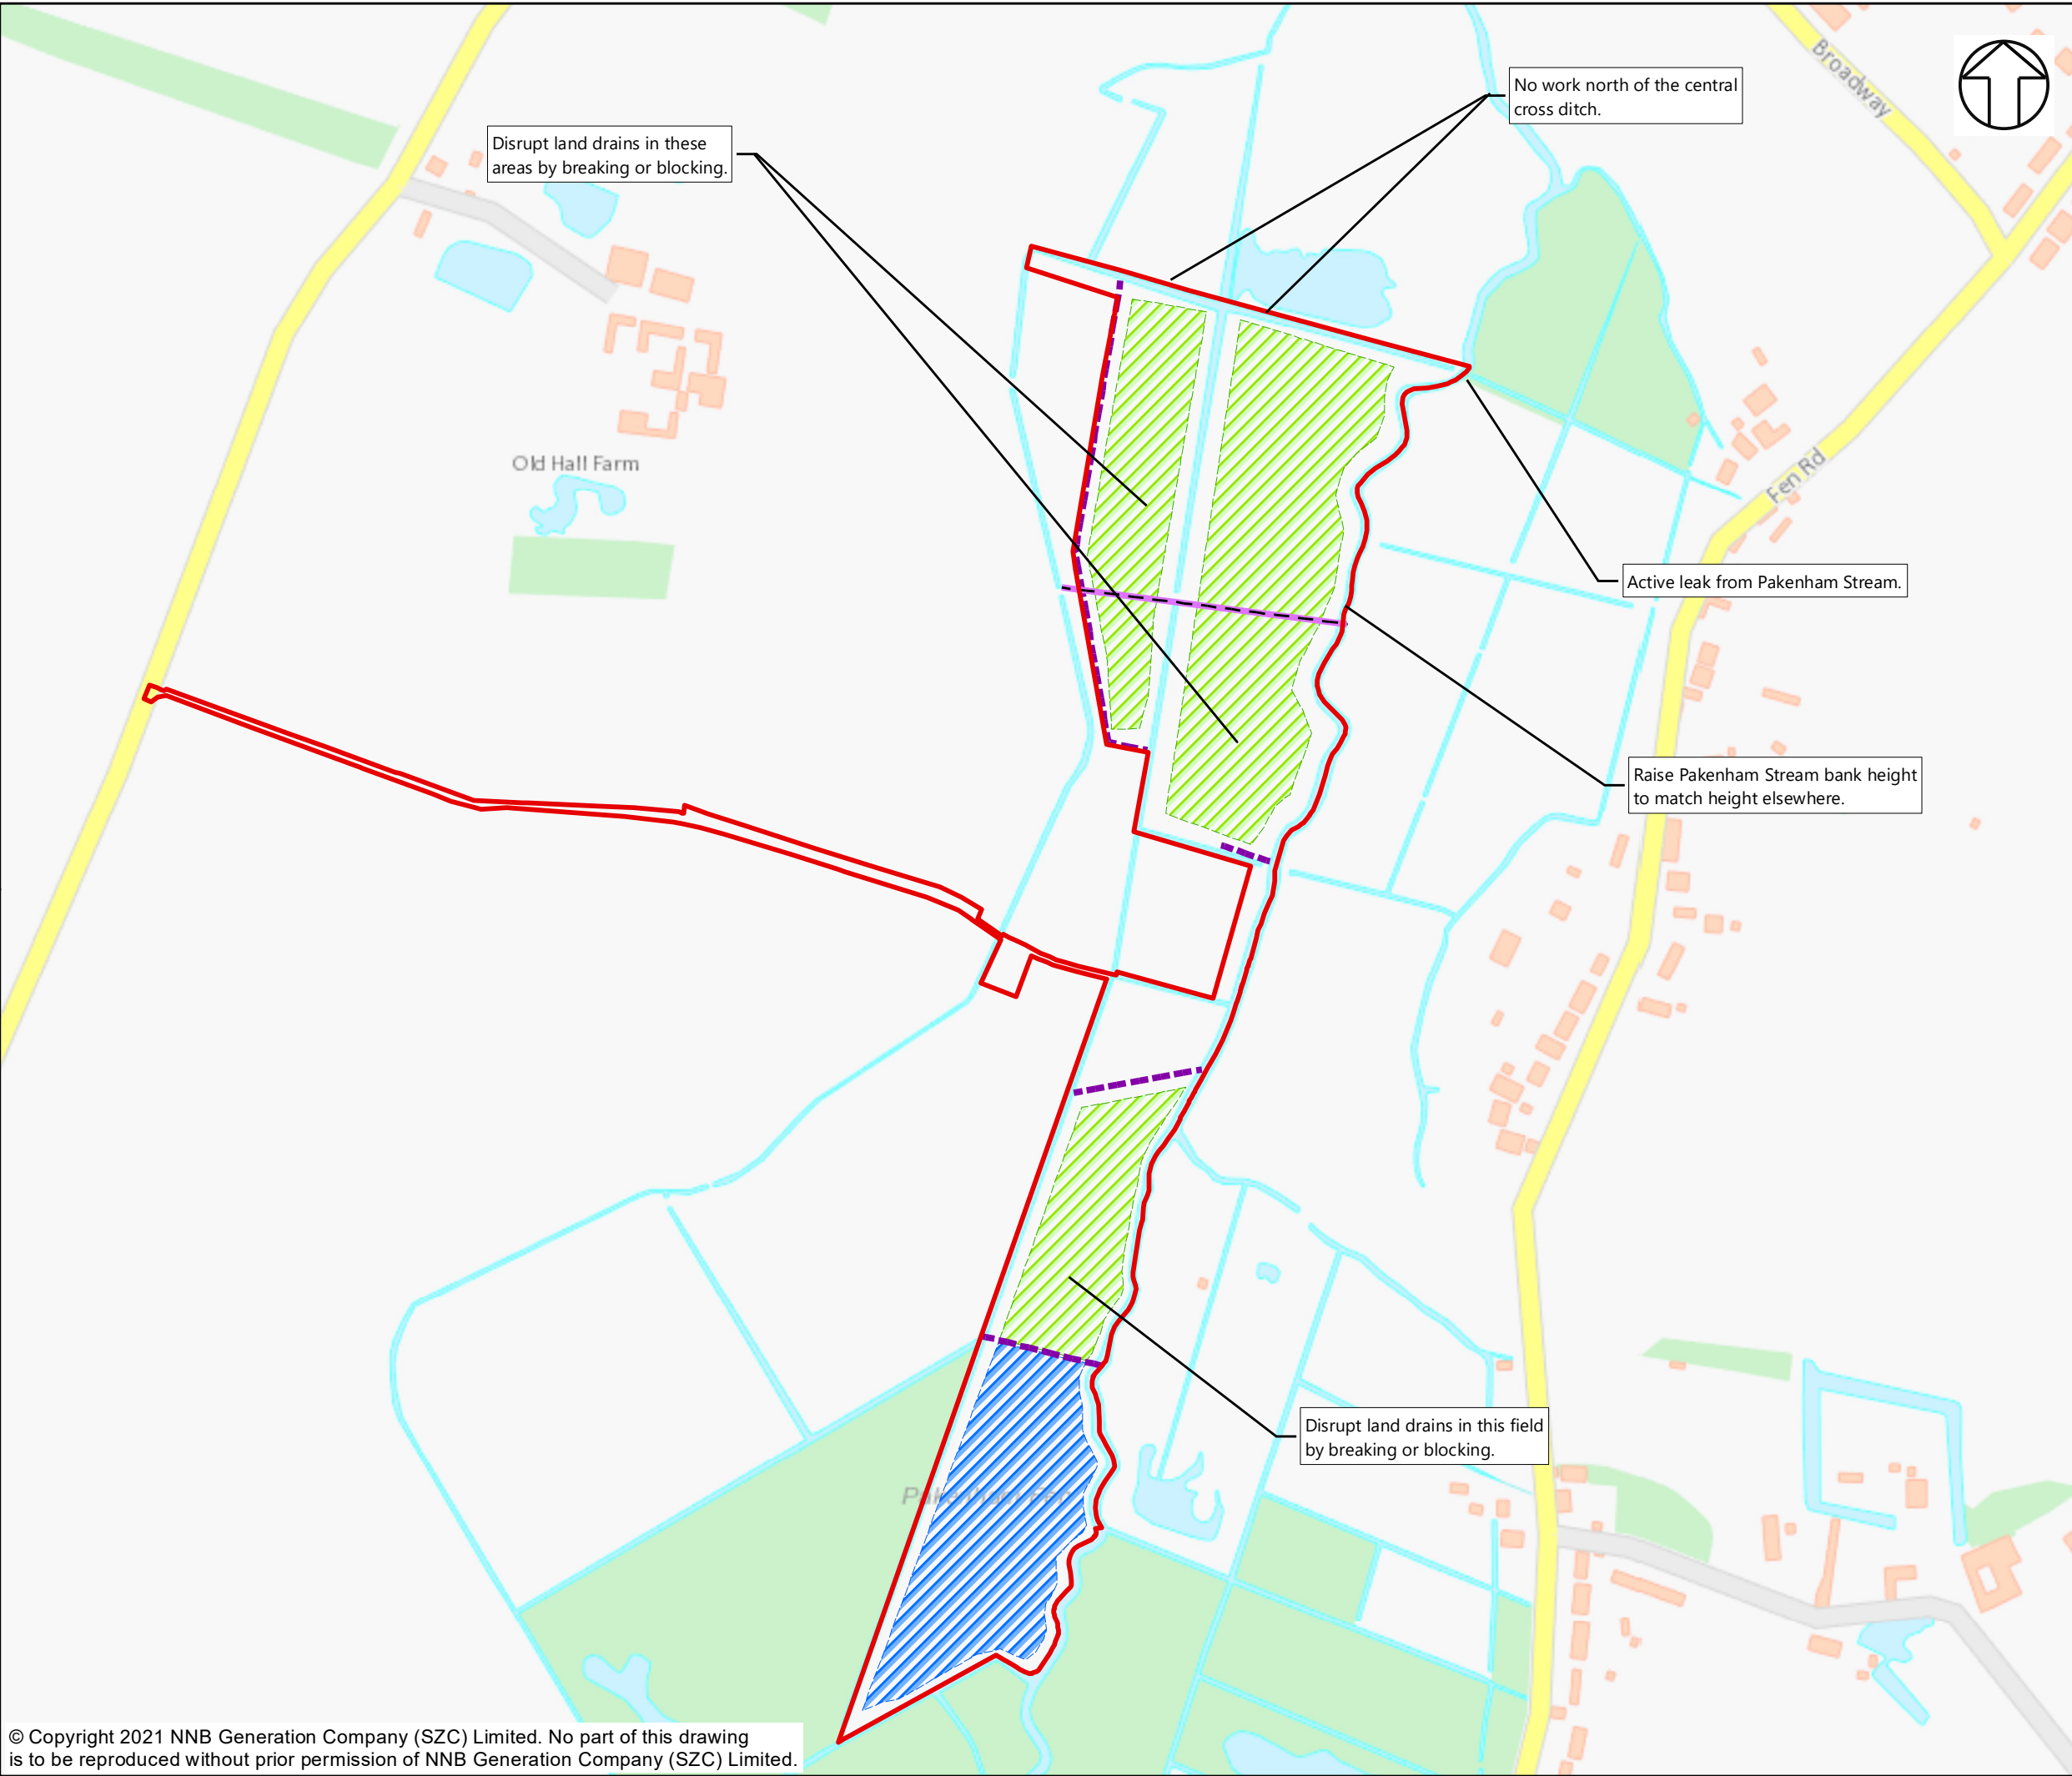 Broadway
No work north of the central
cross ditch.
Disrupt land drains in these
areas by breaking or blocking.
Old Hall Farm
Fen Rd
Active leak from Pakenham Stream.
Raise Pakenham Stream bank height
to match height elsewhere.
Disrupt land drains in this field
by breaking or blocking.
© Copyright 2021 NNB Generation Company (SZC) Limited. No part of this drawing
is to be reproduced without prior permission of NNB Generation Company (SZC) Limited.